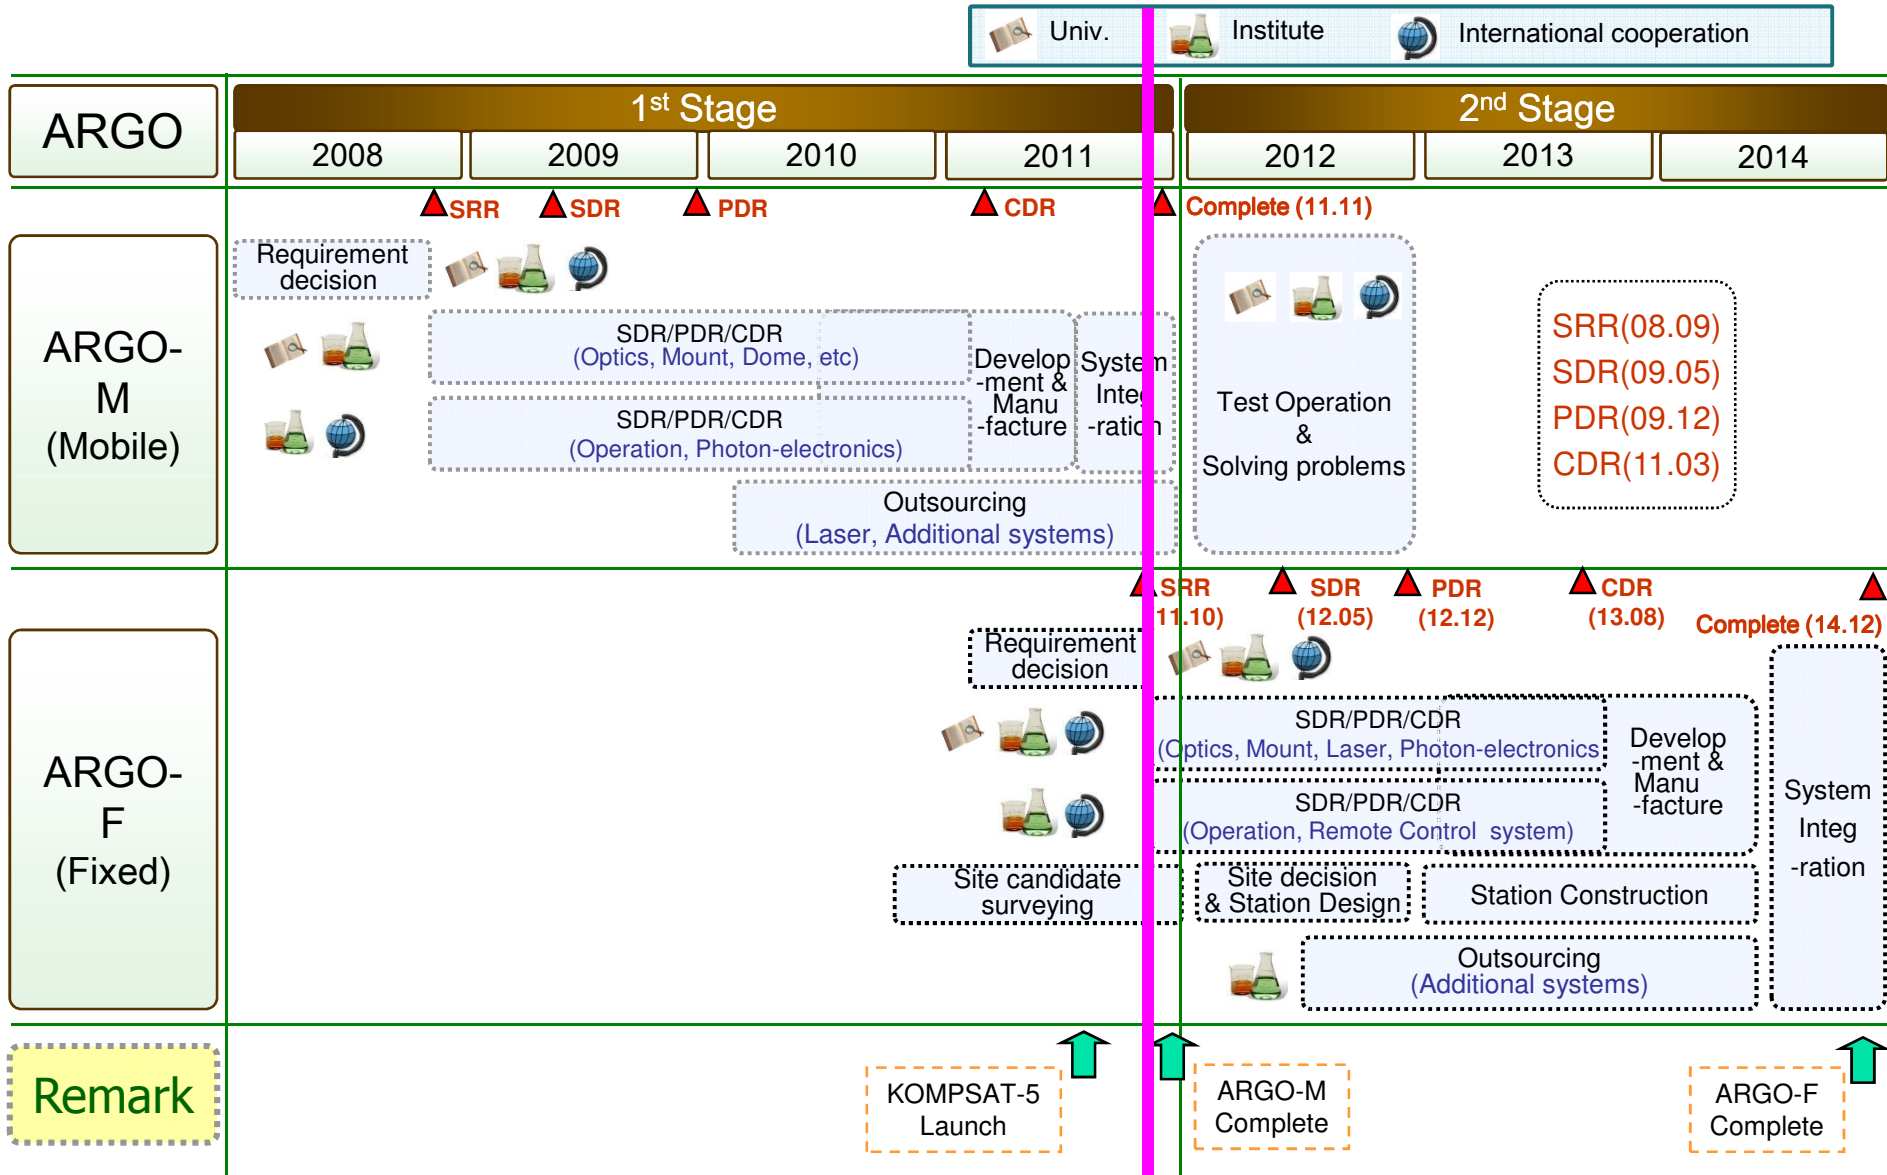 Univ.
Institute
International cooperation
ARGO
1st Stage
2nd Stage
2008
2009
2010
2011
2012
2013
2014
SRR
SDR
PDR
CDR
Complete (11.11)
ARGO-
M
(Mobile)
Requirement
decision
SDR/PDR/CDR
(Optics, Mount, Dome, etc)
SDR/PDR/CDR
(Operation, Photon-electronics)
Develop
-ment &
Manu
-facture
System
Integ
-ration
Outsourcing
(Laser, Additional systems)
Test Operation
&
Solving problems
SRR(08.09)
SDR(09.05)
PDR(09.12)
CDR(11.03)
SRR
11.10)
SDR
(12.05)
PDR
(12.12)
CDR
(13.08)
Complete (14.12)
ARGO-
F
(Fixed)
Requirement
decision
SDR/PDR/CDR
(Optics, Mount, Laser, Photon-electronics
SDR/PDR/CDR
(Operation, Remote Control system)
Develop
-ment &
Manu
-facture
System
Integ
-ration
Site candidate
surveying
Site decision
& Station Design
Station Construction
Outsourcing
(Additional systems)
Remark
KOMPSAT-5
Launch
ARGO-M
Complete
ARGO-F
Complete